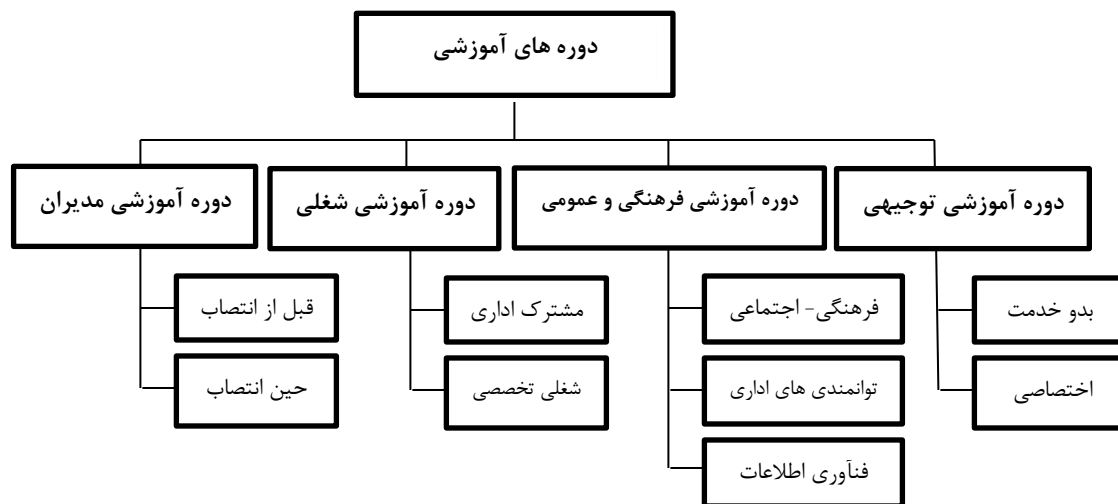 دوره های آموزشی
دوره آموزشی توجیهی
دوره آموزشی فرهنگی و عمومی
دوره آموزشی شغلی
دوره آموزشی مدیران
بدو خدمت
فرهنگی- اجتماعی
مشترک اداری
قبل از انتصاب
اختصاصی
توانمندی های اداری
شغلی تخصصی
حین انتصاب
فنآوری اطلاعات